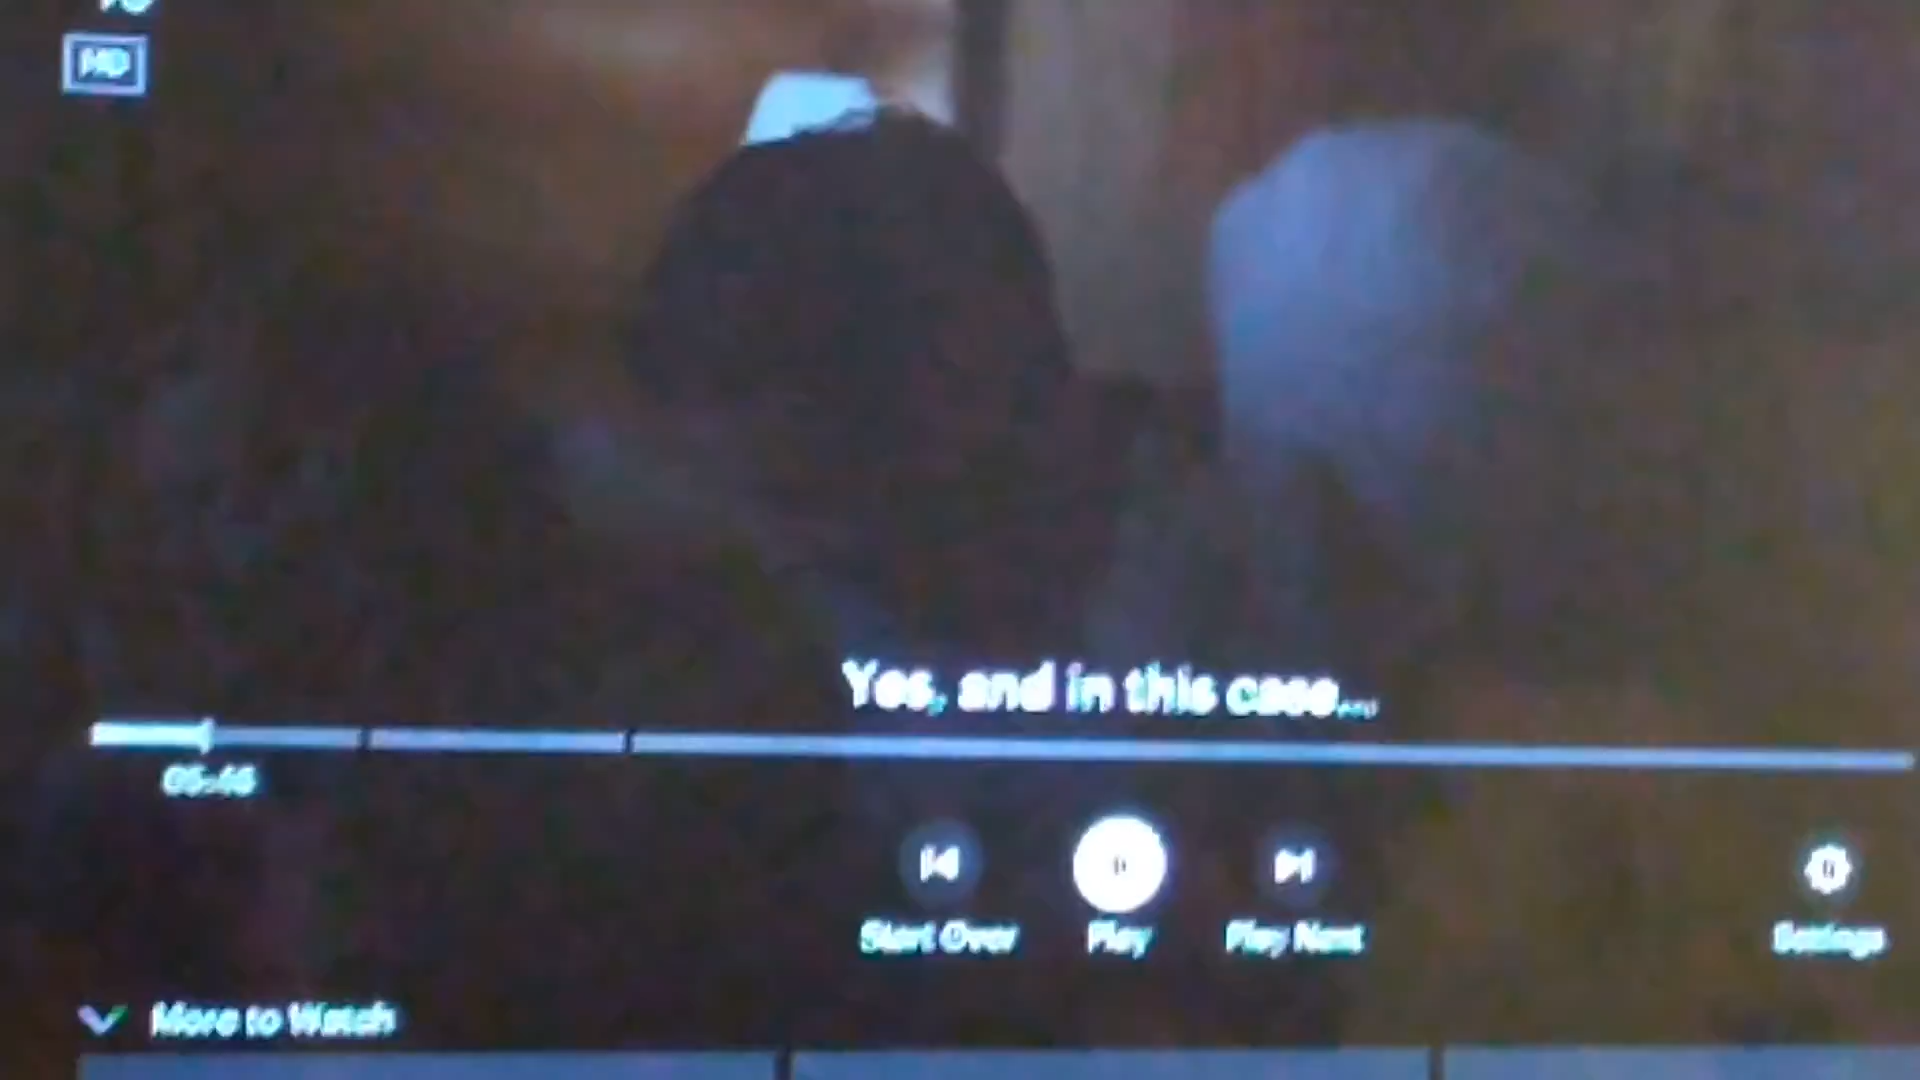 HD
Yes, and in this case...
05:46
Start Over
Play
Play Next
Settings
More to Watch